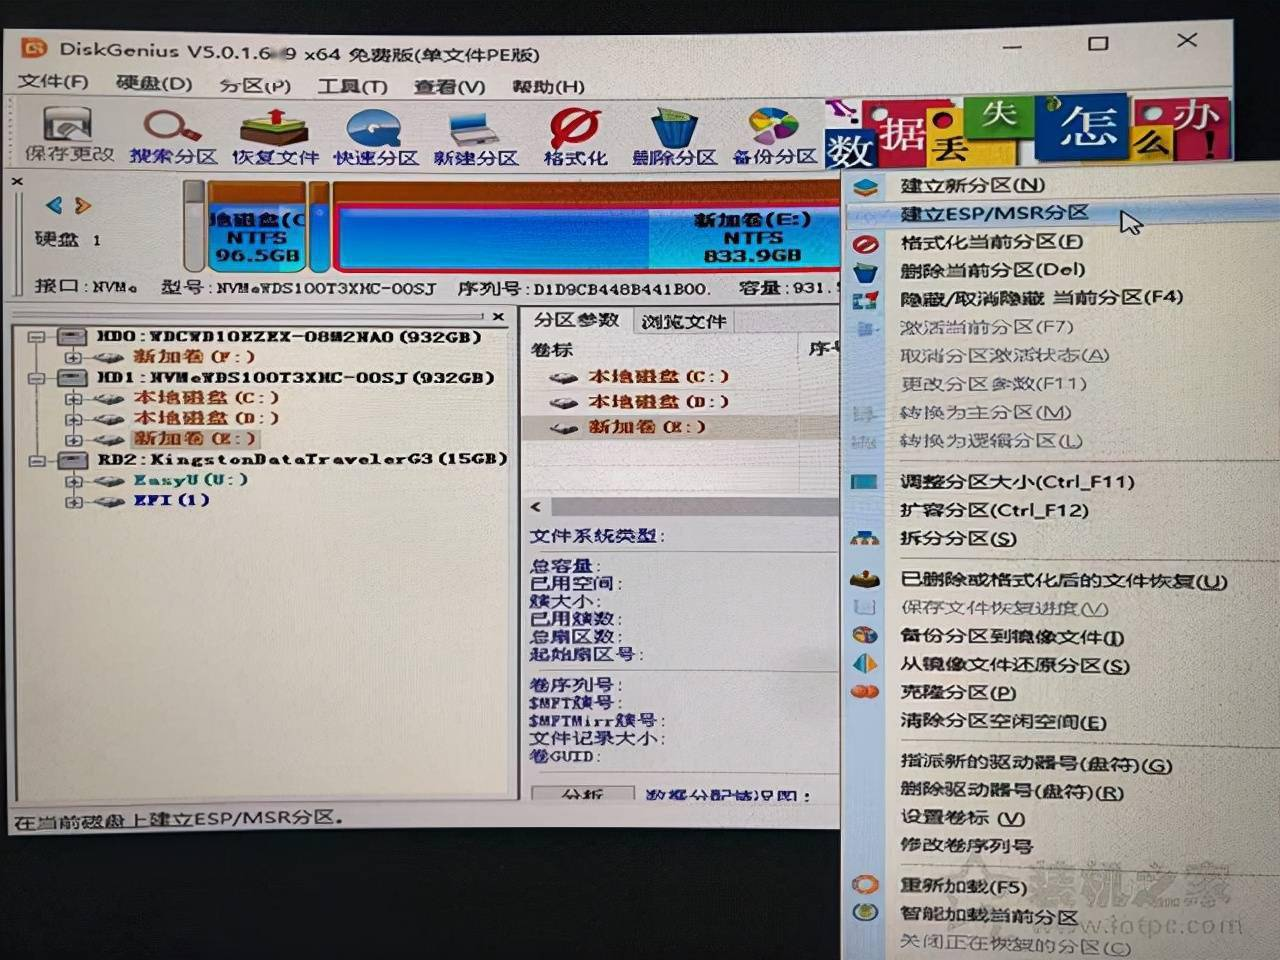 DiskGenius V5.0.1.6 9 x64 免费版(单文件PE版)
文件(F) 硬盘(D) 分区(P) 工具(T) 查看(V) 帮助(H)
保存更改 搜索分区 恢复文件 快速分区 新建分区 格式化 删除分区 备份分区 数据丢失怎么办!
硬盘 1
地磁盘(C
NTFS
96.5GB
新加卷(E:)
NTFS
833.9GB
接口:NVMe 型号:NVMeWDS100T3XHC-00SJ 序列号:D1D9CB448B441B00. 容量:931.
HD0:WDCWD10EZEX-08M2NA0(932GB)
新加卷(F:)
HD1:NVMeWDS100T3XHC-00SJ(932GB)
本地磁盘(C:)
本地磁盘(D:)
新加卷(E:)
RD2:KingstonDataTravelerG3(15GB)
EasyU(U:)
EFI(1)
分区参数 浏览文件
卷标 序号
本地磁盘(C:)
本地磁盘(D:)
新加卷(E:)
文件系统类型:
总容量:
已用空间:
簇大小:
已用簇数:
总扇区数:
起始扇区号:
卷序列号:
$MFT簇号:
$MFTMirr簇号:
文件记录大小:
卷GUID:
分析 数据分配情况图:
在当前磁盘上建立ESP/MSR分区。
建立新分区(N)
建立ESP/MSR分区
格式化当前分区(F)
删除当前分区(Del)
隐藏/取消隐藏 当前分区(F4)
激活当前分区(F7)
取消分区激活状态(A)
更改分区参数(F11)
转换为主分区(M)
转换为逻辑分区(L)
调整分区大小(Ctrl_F11)
扩容分区(Ctrl_F12)
拆分分区(S)
已删除或格式化后的文件恢复(U)
保存文件恢复进度(V)
备份分区到镜像文件(I)
从镜像文件还原分区(S)
克隆分区(P)
清除分区空闲空间(E)
指派新的驱动器号(盘符)(G)
删除驱动器号(盘符)(R)
设置卷标 (V)
修改卷序列号
重新加载(F5)
智能加载当前分区
关闭正在恢复的分区(C)
装机之家
www.lotpc.com